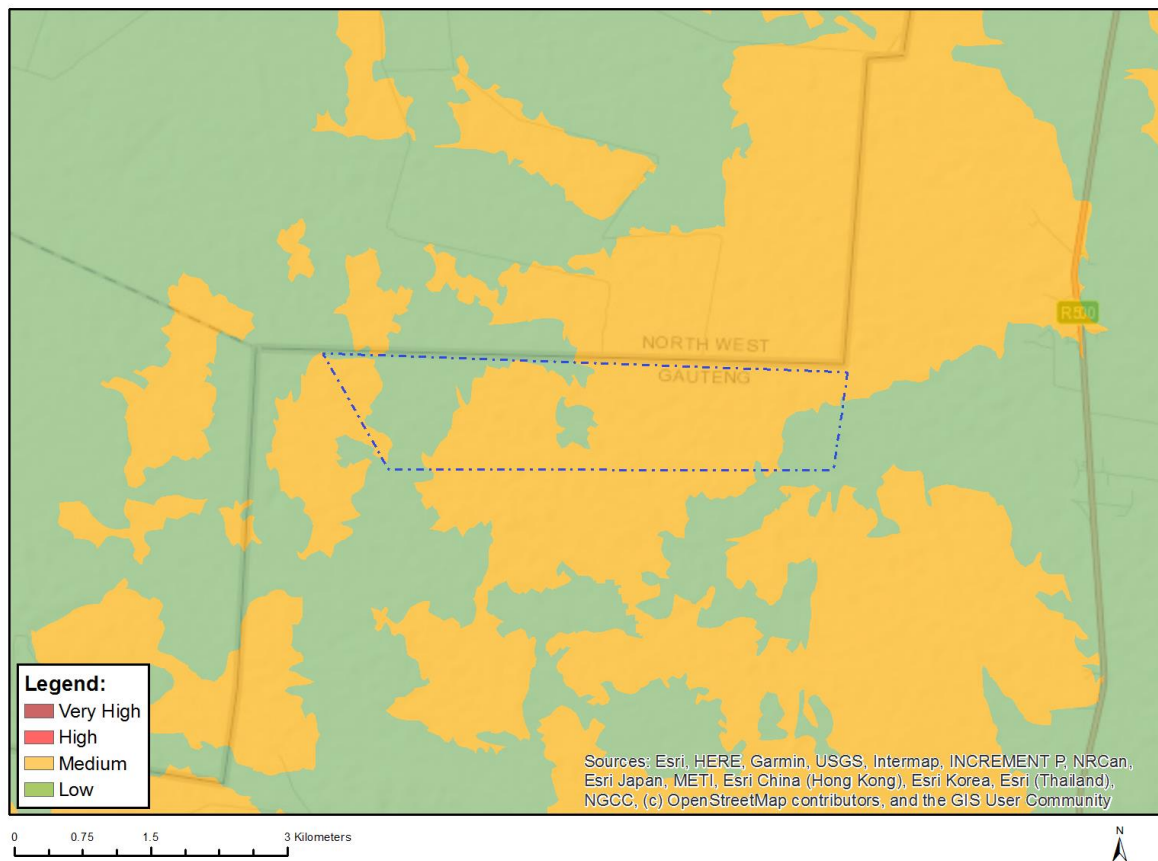 NORTH WEST
GAUTENG
R500
Legend:
Very High
High
Medium
Low
Sources: Esri, HERE, Garmin, USGS, Intermap, INCREMENT P, NRCan,
Esri Japan, METI, Esri China (Hong Kong), Esri Korea, Esri (Thailand),
NGCC, (c) OpenStreetMap contributors, and the GIS User Community
0 0.75 1.5 3 Kilometers
N